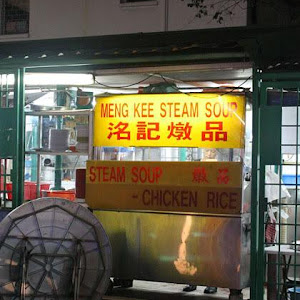 MENG KEE STEAM SOUP
洺記燉品
STEAM SOUP
-CHICKEN RICE